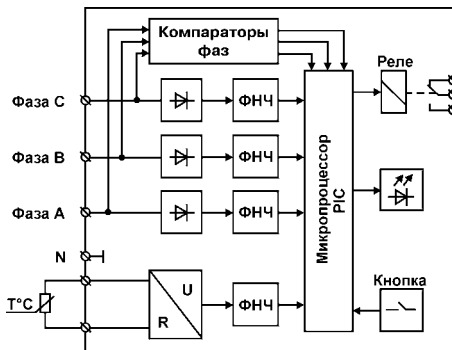 Компараторы
фаз
Реле
Фаза C
ФНЧ
Фаза B
ФНЧ
Фаза A
ФНЧ
Микропроцессор
PIC
N
Кнопка
T°C
U
R
ФНЧ